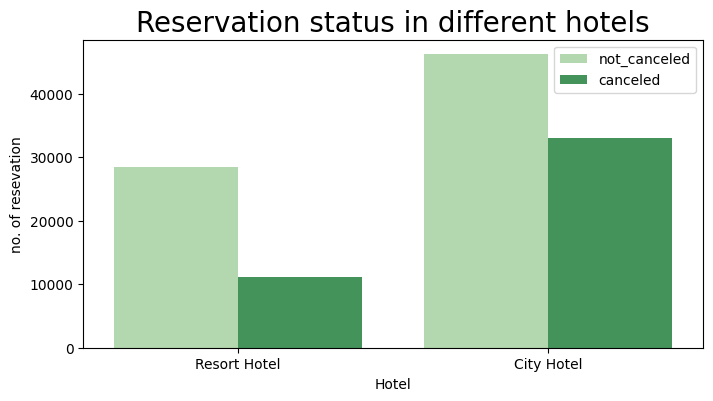 Reservation status in different hotels
not_canceled
canceled
40000
30000
20000
10000
0
no. of resevation
Resort Hotel
City Hotel
Hotel